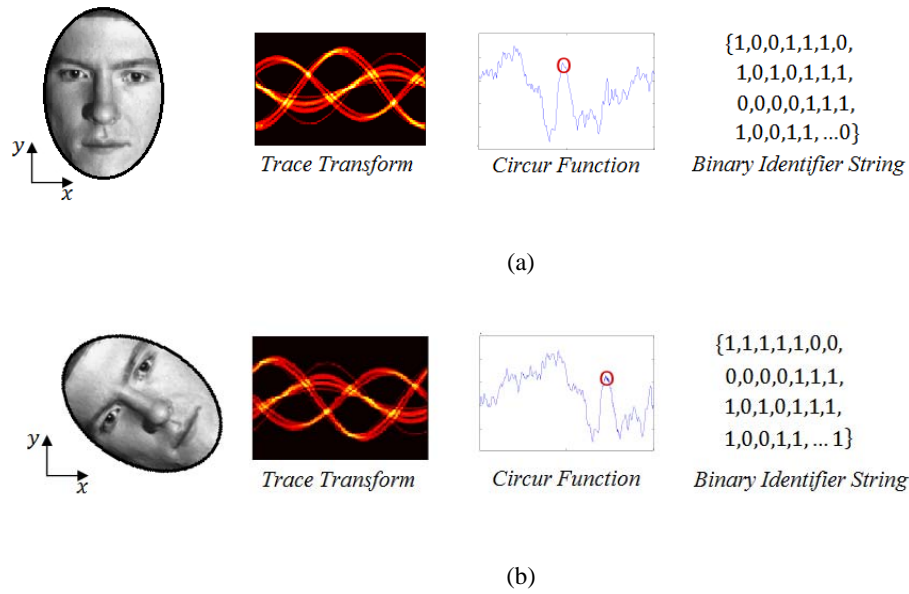 y
x
Trace Transform
Circur Function
{1,0,0,1,1,1,0,
1,0,1,0,1,1,1,
0,0,0,0,1,1,1,
1,0,0,1,1, ...0}
Binary Identifier String
(a)
y
x
Trace Transform
Circur Function
{1,1,1,1,1,0,0,
0,0,0,0,1,1,1,
1,0,1,0,1,1,1,
1,0,0,1,1, ... 1}
Binary Identifier String
(b)